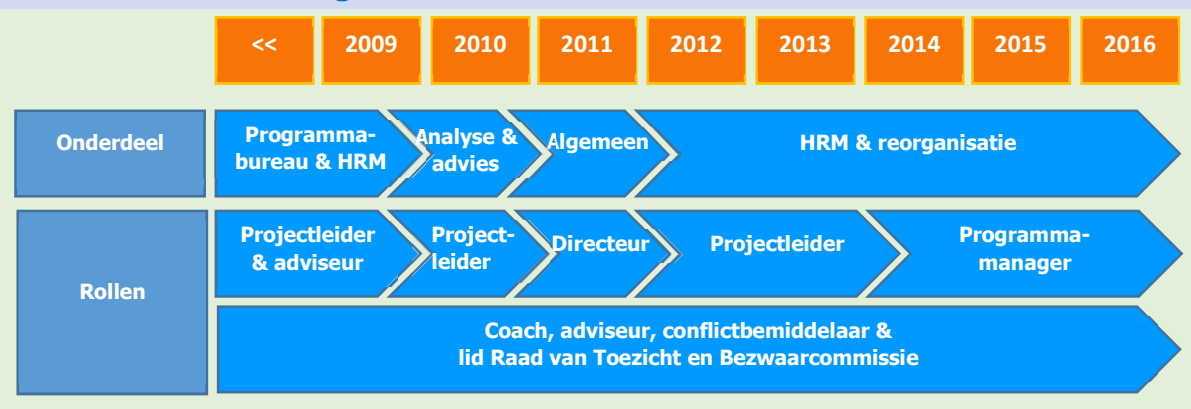 << 2009 2010 2011 2012 2013 2014 2015 2016
Onderdeel
Programma-
bureau & HRM
Analyse &
advies
Algemeen
HRM & reorganisatie
Rollen
Projectleider
& adviseur
Project-
leider
Directeur
Projectleider
Programma-
manager
Coach, adviseur, conflictbemiddelaar &
lid Raad van Toezicht en Bezwaarcommissie